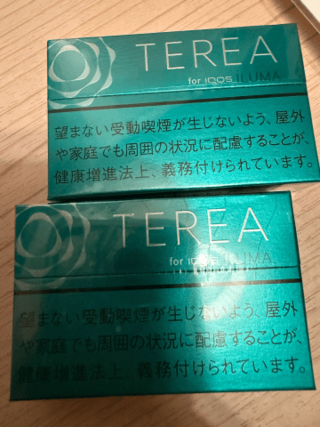 TEREA
for IQOS ILUMA
望まない受動喫煙が生じないよう、屋外
や家庭でも周囲の状況に配慮することが、
健康増進法上、義務付けられています。
TEREA
for IQOS ILUMA
望まない受動喫煙が生じないよう、屋外
や家庭でも周囲の状況に配慮することが、
健康増進法上、義務付けられています。